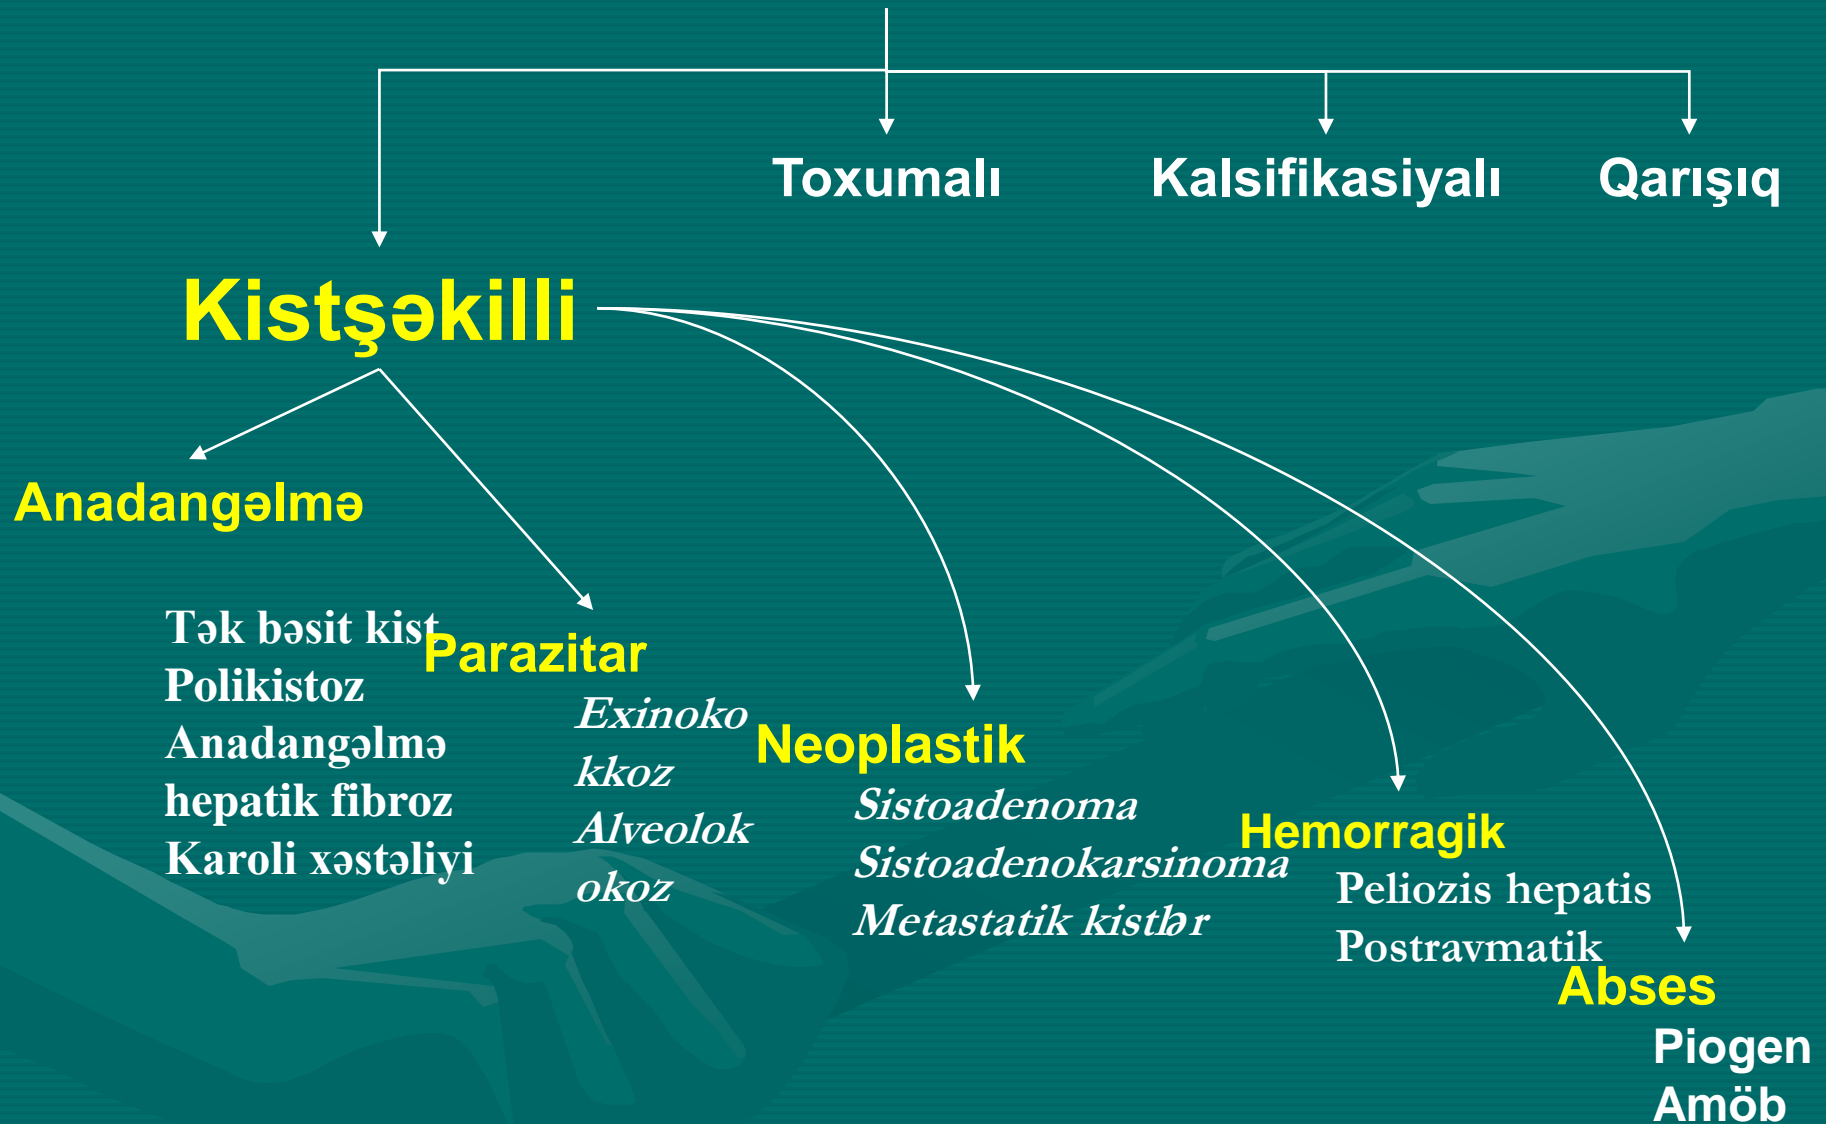 Toxumalı
Kalsifikasiyalı
Qarışıq
Kistşəkilli
Anadangəlmə
Tək bəsit kist
Polikistoz
Anadangəlmə
hepatik fibroz
Karoli xəstəliyi
Parazitar
Exinoko
kkoz
Alveolok
okoz
Neoplastik
Sistoadenoma
Sistoadenokarsinoma
Metastatik kistlər
Hemorragik
Peliozis hepatis
Postravmatik
Abses
Piogen
Amöb